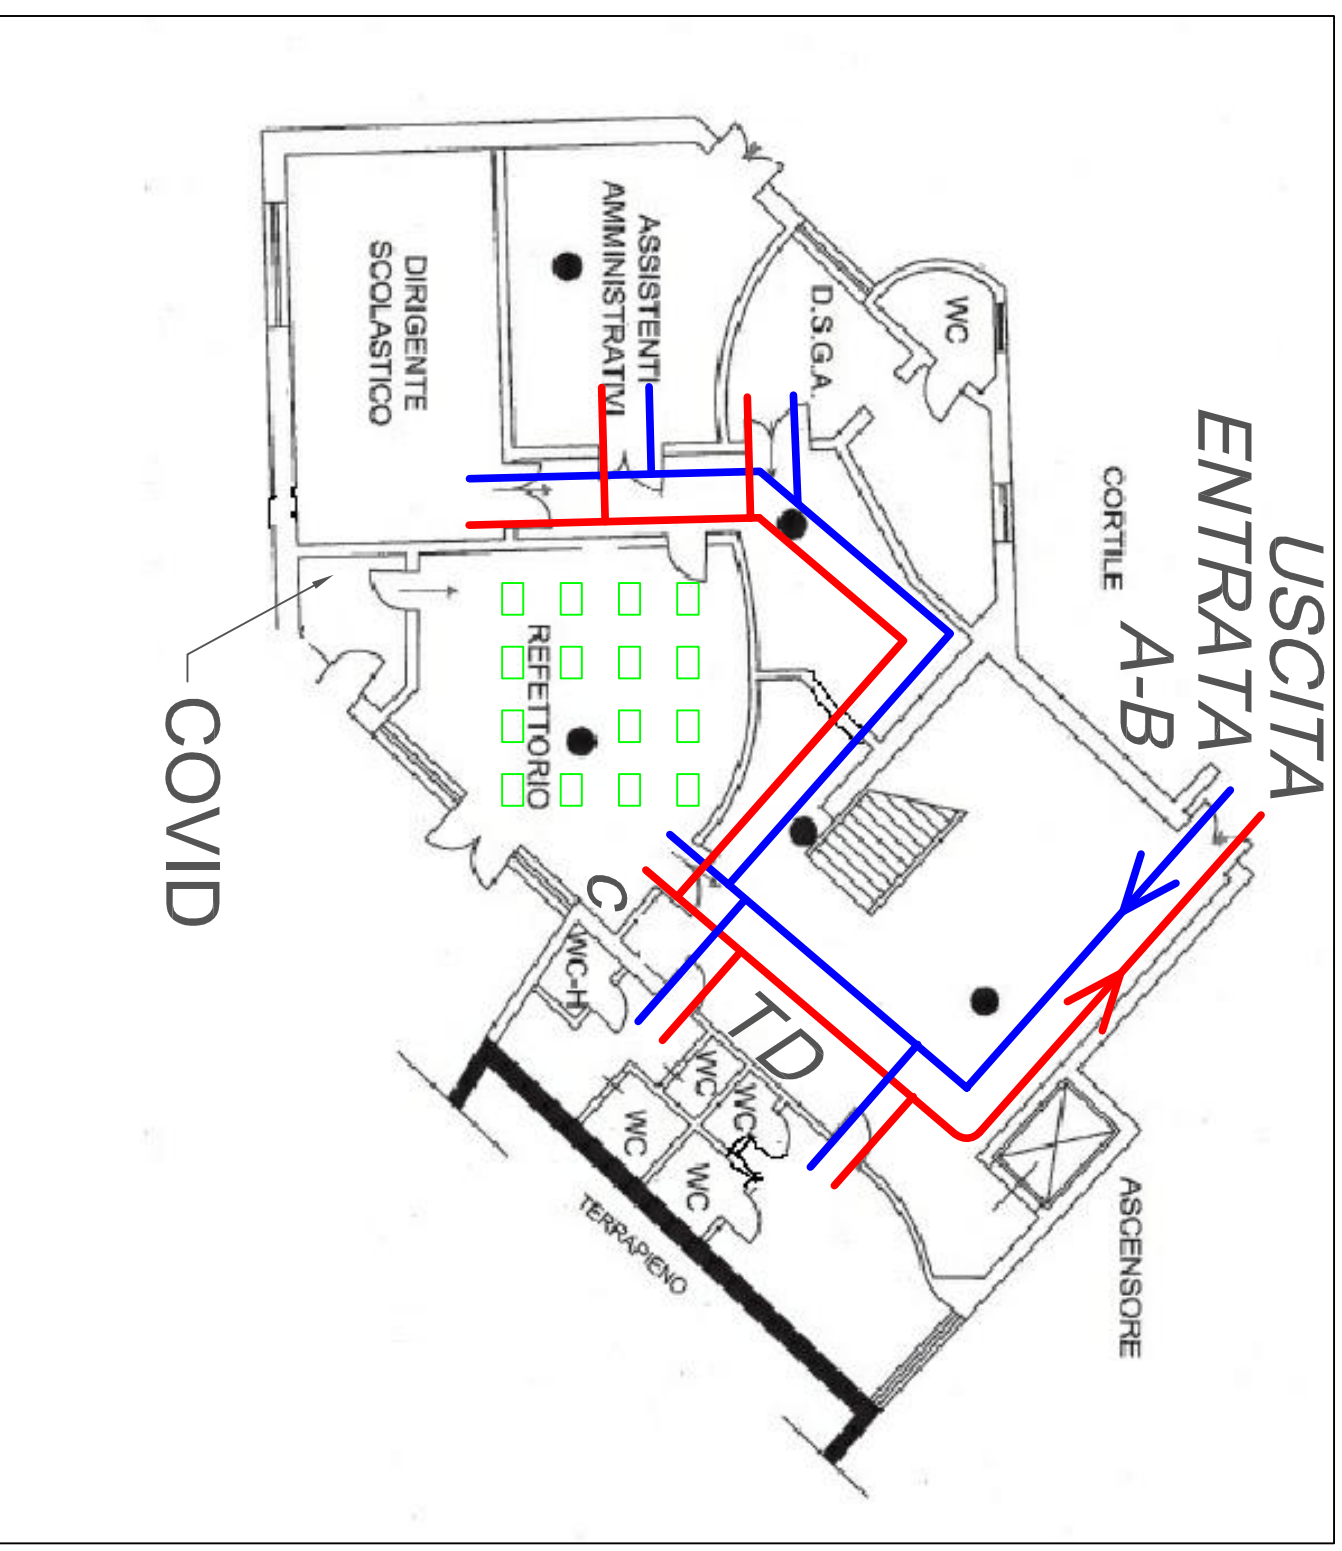 USCITA
ENTRATA
A-B
CORTILE
WC
D.S.G.A.
ASSISTENTI
AMMINISTRATIVI
DIRIGENTE
SCOLASTICO
REFETTORIO
COVID
C
WC-H
TD
WC
WC
WC
WC
TERRAPIENO
ASCENSORE